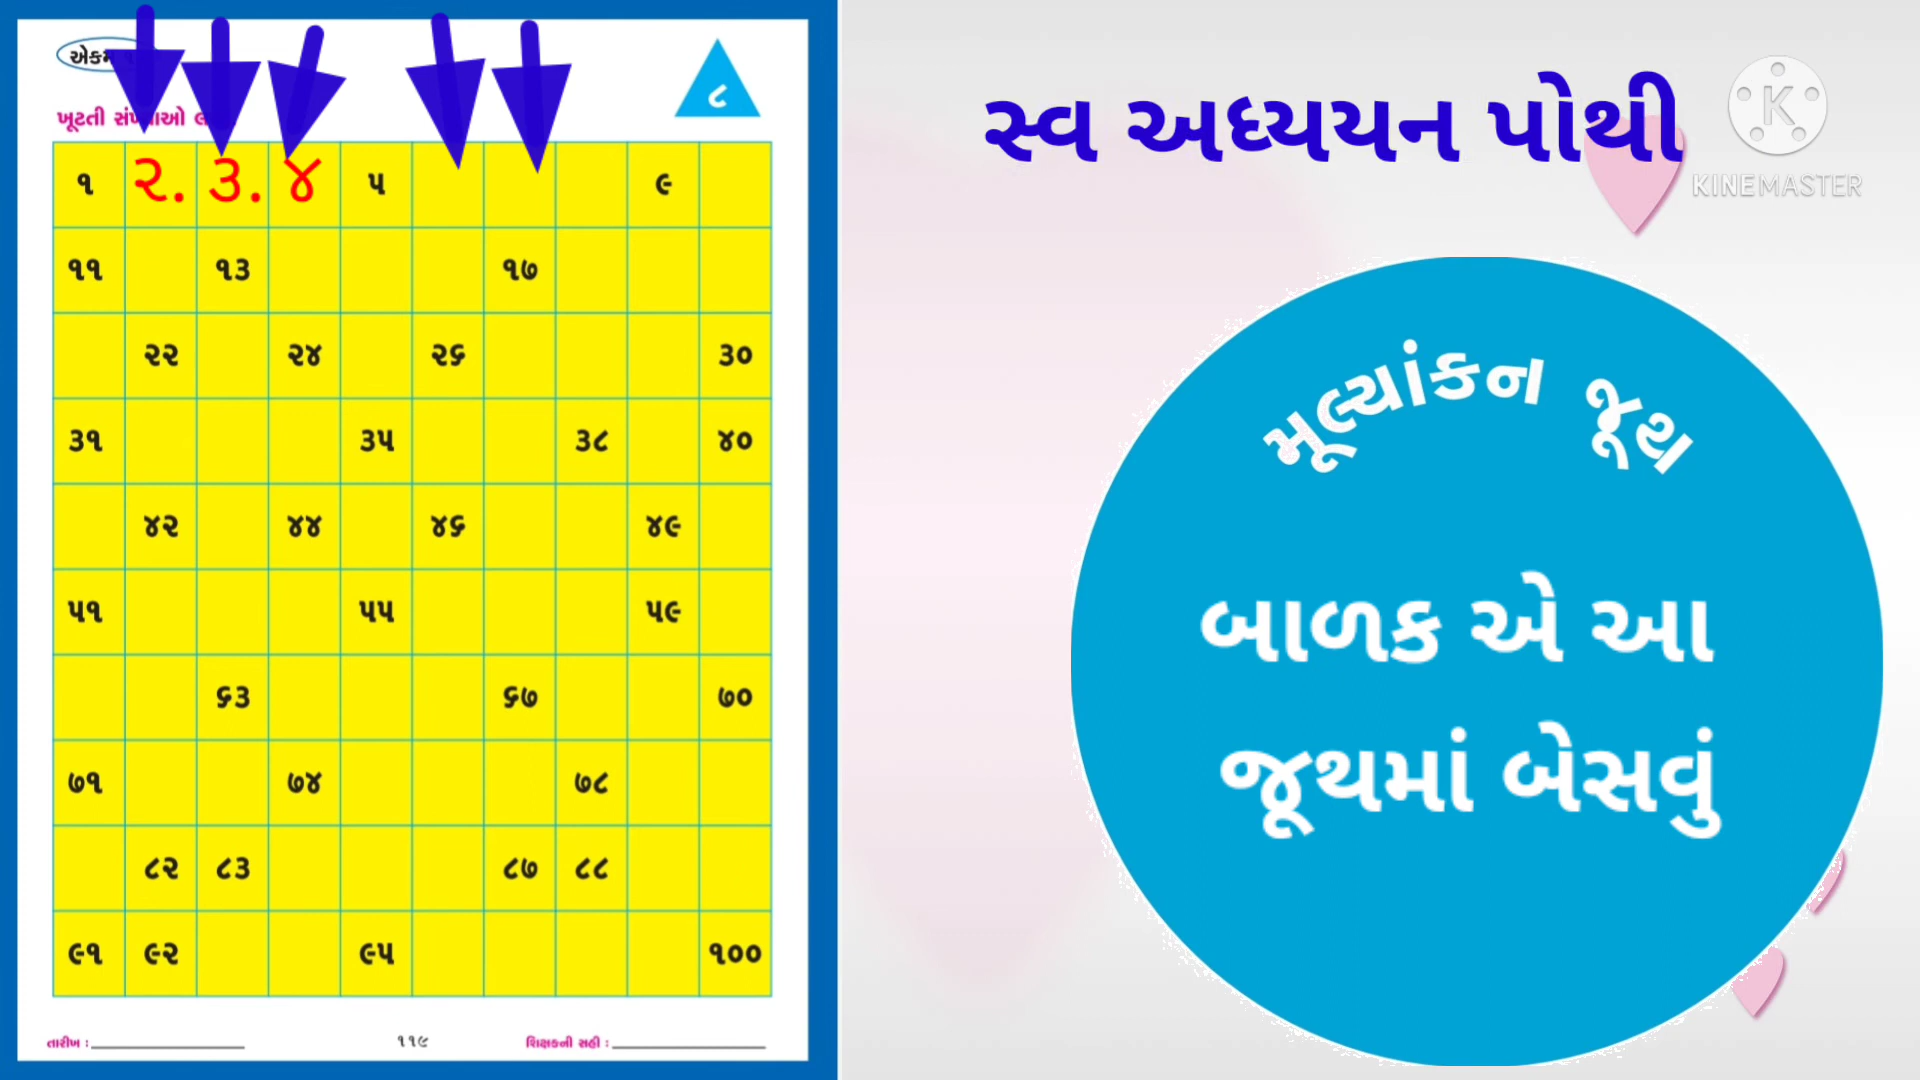 ૮
ખૂટતી
૧ ૨. ૩. ૪ ૫ ૯
૧૧ ૧૩ ૧૭
૨૨ ૨૪ ૨૬ ૩૦
૩૧ ૩૫ ૩૮ ૪૦
૪૨ ૪૪ ૪૬ ૪૯
૫૧ ૫૫ ૫૯
૬૩ ૬૭ ૭૦
૭૧ ૭૪ ૭૮
૮૨ ૮૩ ૮૭ ૮૮
૯૧ ૯૨ ૯૫ ૧૦૦
તારીખ : ૧૧૯ શિક્ષકની સહી :
સ્વ અધ્યયન પોથી
K
KINEMASTER
મૂલ્યાંકન જૂથ
બાળક એ આ
જૂથમાં બેસવું